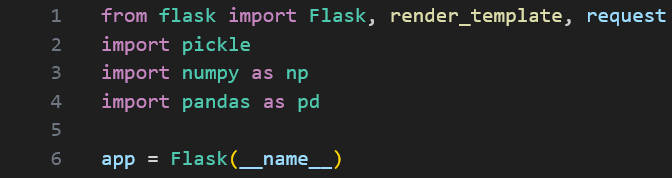 1 from flask import Flask, render_template, request
2 import pickle
3 import numpy as np
4 import pandas as pd
5
6 app = Flask(__name__)